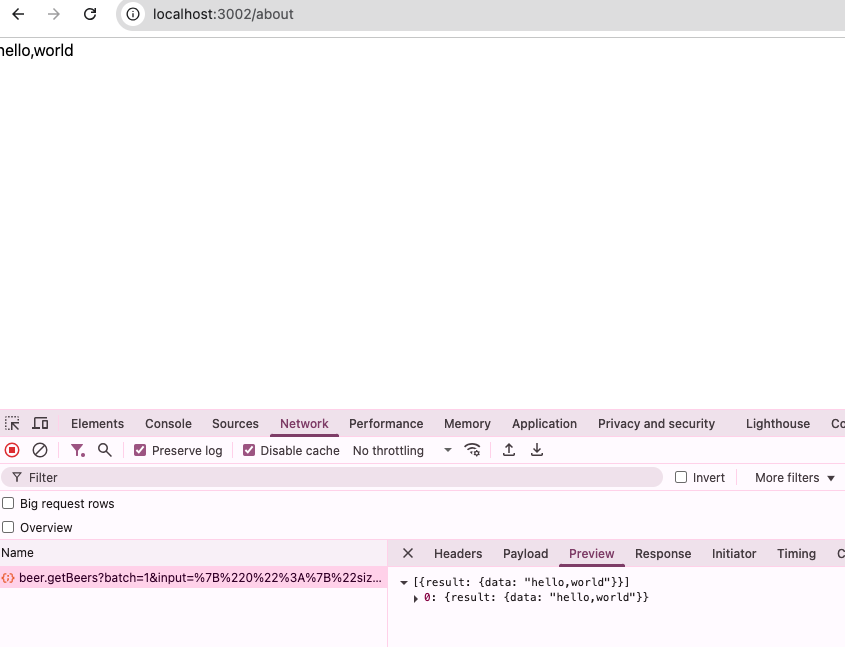 localhost:3002/about
hello,world
Elements Console Sources Network Performance Memory Application Privacy and security Lighthouse Co
Preserve log Disable cache No throttling
Filter Invert More filters
Big request rows
Overview
Name Headers Payload Preview Response Initiator Timing C
beer.getBeers?batch=1&input=%7B%220%22%3A%7B%22siz... [{result: {data: "hello,world"}}]
0: {result: {data: "hello,world"}}